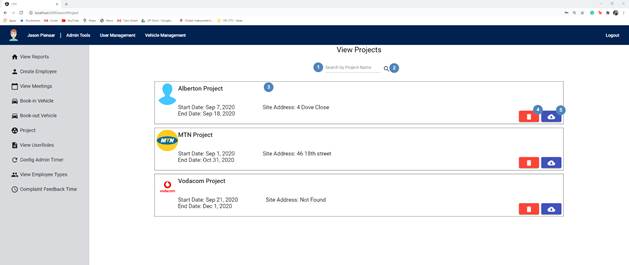 Jason Pienaar | Admin Tools User Management Vehicle Management Logout
View Projects
View Reports
Create Employee
View Meetings
Book-in Vehicle
Book-out Vehicle
Project
View UserRoles
Config Admin Timer
View Employee Types
Complaint Feedback Time
1 Search by Project Name 2
Alberton Project 3
Start Date: Sep 7, 2020 Site Address: 4 Dove Close
End Date: Sep 18, 2020
4 5
MTN
MTN Project
Start Date: Sep 1, 2020 Site Address: 46 18th street
End Date: Oct 31, 2020
vodacom
Vodacom Project
Start Date: Sep 21, 2020 Site Address: Not Found
End Date: Dec 1, 2020